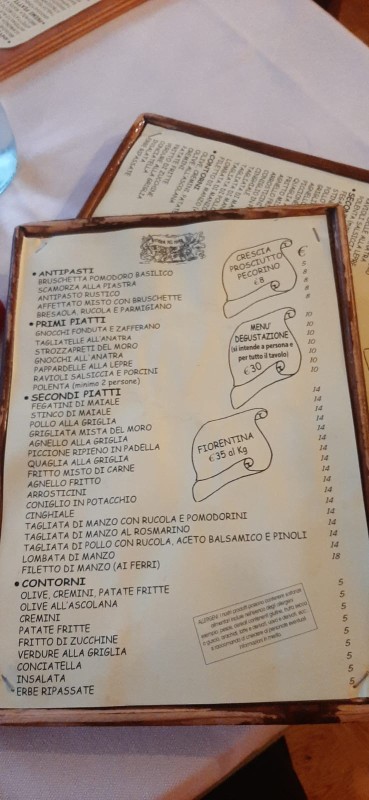 • ANTIPASTI €
BRUSCHETTA POMODORO BASILICO 5
SCAMORZA ALLA PIASTRA 8
ANTIPASTO RUSTICO 8
AFFETTATO MISTO CON BRUSCHETTE 8
BRESAOLA, RUCOLA E PARMIGIANO 8
• PRIMI PIATTI
GNOCCHI FONDUTA E ZAFFERANO 10
TAGLIATELLE ALL'ANATRA 10
STROZZAPRETI DEL MORO 10
GNOCCHI ALL'ANATRA 10
PAPPARDELLE ALLA LEPRE 10
RAVIOLI SALSICCIA E PORCINI 10
POLENTA (minimo 2 persone) 10
• SECONDI PIATTI
FEGATINI DI MAIALE 14
STINCO DI MAIALE 14
POLLO ALLA GRIGLIA 14
GRIGLIATA MISTA DEL MORO 14
AGNELLO ALLA GRIGLIA 14
PICCIONE RIPIENO IN PADELLA 14
QUAGLIA ALLA GRIGLIA 14
FRITTO MISTO DI CARNE 14
AGNELLO FRITTO 14
ARROSTICINI 14
CONIGLIO IN POTACCHIO 14
CINGHIALE 14
TAGLIATA DI MANZO CON RUCOLA E POMODORINI 14
TAGLIATA DI MANZO AL ROSMARINO 14
TAGLIATA DI POLLO CON RUCOLA, ACETO BALSAMICO E PINOLI 14
LOMBATA DI MANZO 14
FILETTO DI MANZO (AI FERRI) 18
• CONTORNI
OLIVE, CREMINI, PATATE FRITTE 5
OLIVE ALL'ASCOLANA 5
CREMINI 5
PATATE FRITTE 5
FRITTO DI ZUCCHINE 5
VERDURE ALLA GRIGLIA 5
CONCIATELLA 5
INSALATA 5
ERBE RIPASSATE 5
CRESCIA
PROSCIUTTO
PECORINO
€ 8
MENU'
DEGUSTAZIONE
(si intende a persona e
per tutto il tavolo)
€ 30
FIORENTINA
€ 35 al Kg